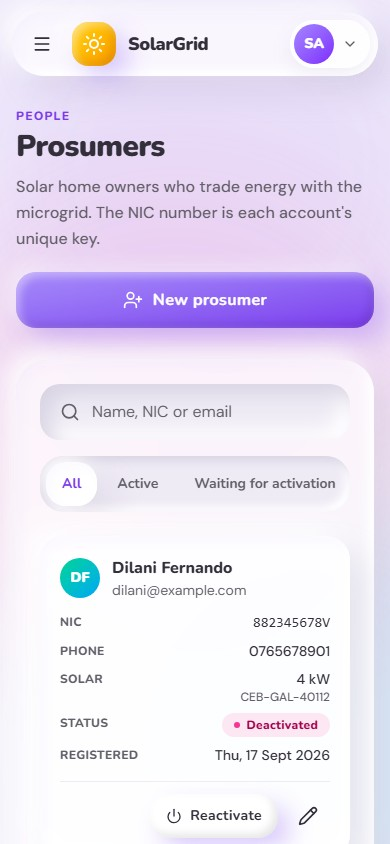 SolarGrid
SA
PEOPLE
Prosumers
Solar home owners who trade energy with the
microgrid. The NIC number is each account's
unique key.
New prosumer
Name, NIC or email
All Active Waiting for activation
DF
Dilani Fernando
dilani@example.com
NIC 882345678V
PHONE 0765678901
SOLAR 4 kW
CEB-GAL-40112
STATUS Deactivated
REGISTERED Thu, 17 Sept 2026
Reactivate